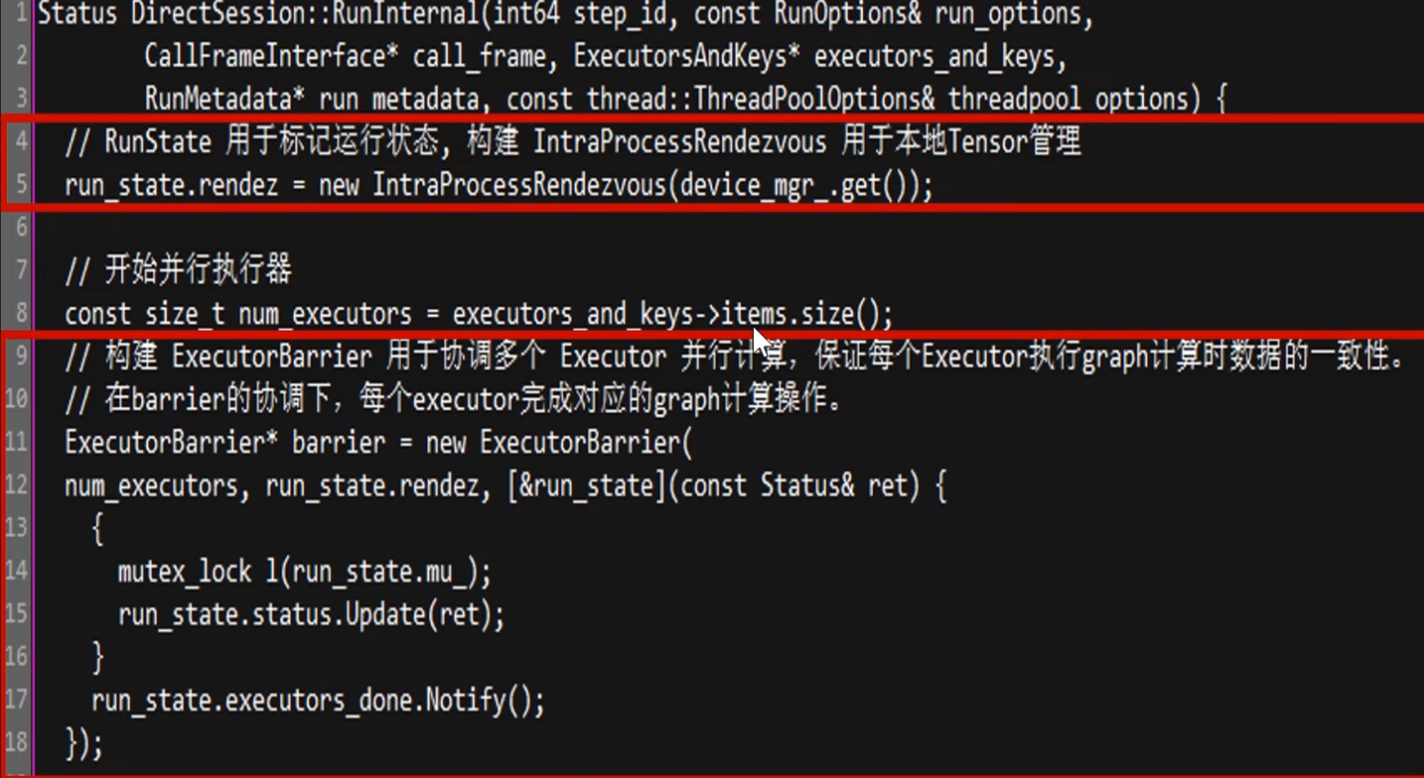 1 Status DirectSession::RunInternal(int64 step_id, const RunOptions& run_options,
2 CallFrameInterface* call_frame, ExecutorsAndKeys* executors_and_keys,
3 RunMetadata* run metadata, const thread::ThreadPoolOptions& threadpool options) {
4 // RunState 用于标记运行状态, 构建 IntraProcessRendezvous 用于本地Tensor管理
5 run_state.rendez = new IntraProcessRendezvous(device_mgr_.get());
6
7 // 开始并行执行器
8 const size_t num_executors = executors_and_keys->items.size();
9 // 构建 ExecutorBarrier 用于协调多个 Executor 并行计算，保证每个Executor执行graph计算时数据的一致性。
10 // 在barrier的协调下，每个executor完成对应的graph计算操作。
11 ExecutorBarrier* barrier = new ExecutorBarrier(
12 num_executors, run_state.rendez, [&run_state](const Status& ret) {
13 {
14 mutex_lock l(run_state.mu_);
15 run_state.status.Update(ret);
16 }
17 run_state.executors_done.Notify();
18 });